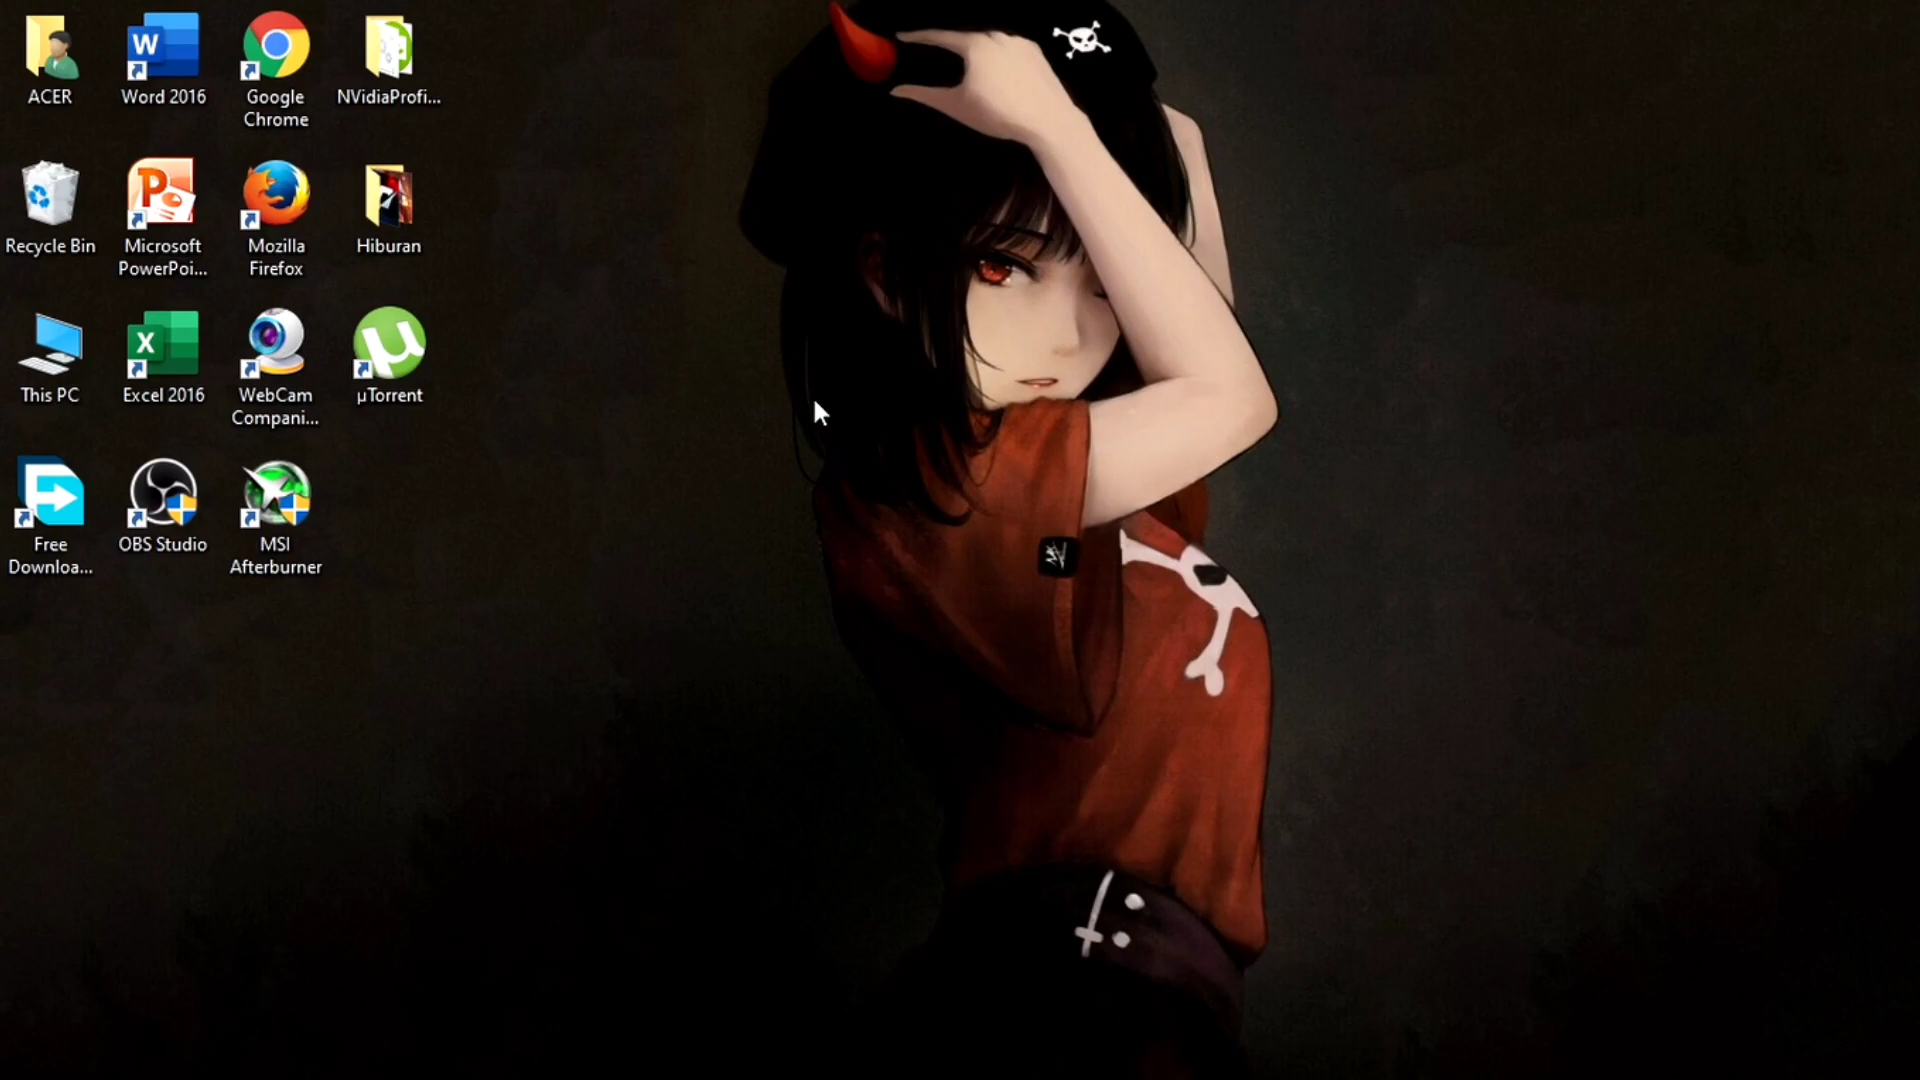 ACER
Word 2016
Google
Chrome
NVidiaProfi...
Recycle Bin
Microsoft
PowerPoi...
Mozilla
Firefox
Hiburan
This PC
Excel 2016
WebCam
Compani...
µTorrent
Free
Downloa...
OBS Studio
MSI
Afterburner